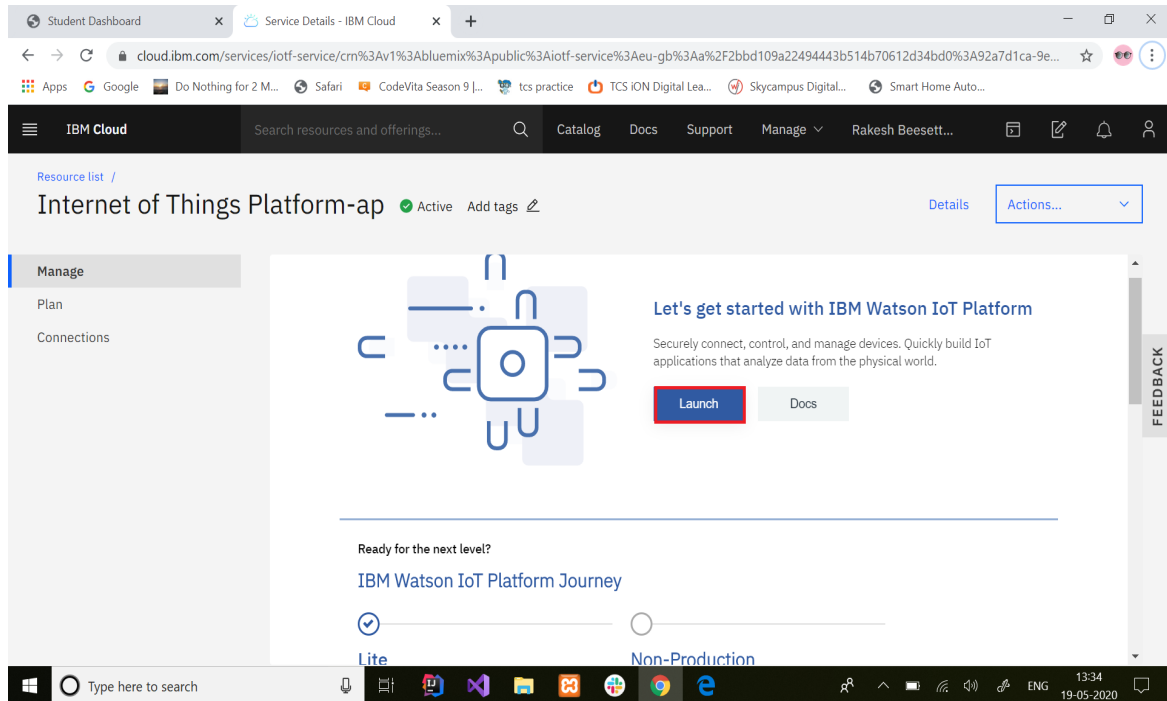 Student Dashboard
Service Details - IBM Cloud
cloud.ibm.com/services/iotf-service/crn%3Av1%3Abluemix%3Apublic%3Aiotf-service%3Aeu-gb%3Aa%2F2bbd109a22494443b514b70612d34bd0%3A92a7d1ca-9e...
Apps Google Do Nothing for 2 M... Safari CodeVita Season 9 |... tcs practice TCS iON Digital Lea... Skycampus Digital... Smart Home Auto...
IBM Cloud Search resources and offerings... Catalog Docs Support Manage Rakesh Beesett...
Resource list /
Internet of Things Platform-ap Active Add tags Details Actions...
Manage
Plan
Connections
Let's get started with IBM Watson IoT Platform
Securely connect, control, and manage devices. Quickly build IoT
applications that analyze data from the physical world.
Launch Docs
FEEDBACK
Ready for the next level?
IBM Watson IoT Platform Journey
Lite Non-Production
Type here to search
ENG
13:34
19-05-2020